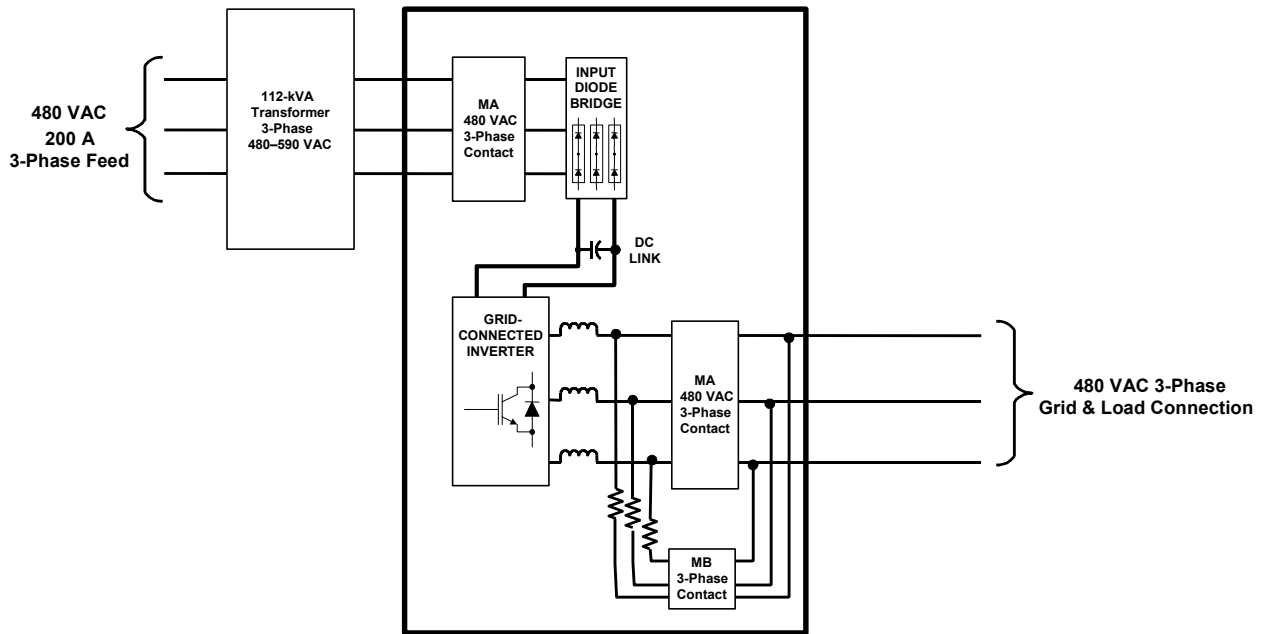 480 VAC
200 A
3-Phase Feed
112-kVA
Transformer
3-Phase
480–590 VAC
MA
480 VAC
3-Phase
Contact
INPUT
DIODE
BRIDGE
DC
LINK
GRID-
CONNECTED
INVERTER
MA
480 VAC
3-Phase
Contact
480 VAC 3-Phase
Grid & Load Connection
MB
3-Phase
Contact